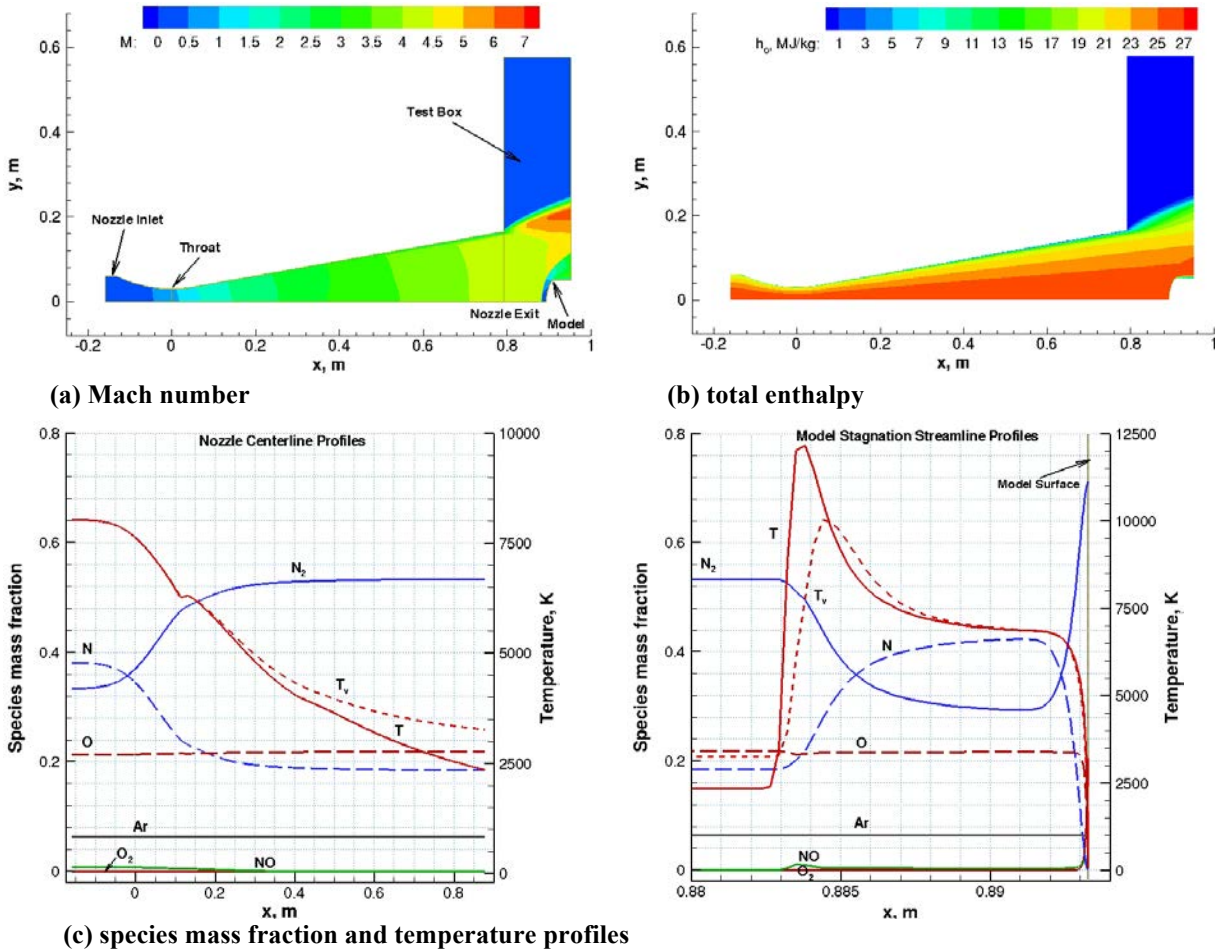 M: 0 0.5 1 1.5 2 2.5 3 3.5 4 4.5 5 6 7
0.6
0.4
0.2
0
y, m
Test Box
Nozzle Inlet
Throat
Nozzle Exit
Model
-0.2 0 0.2 0.4 0.6 0.8 1
x, m
(a) Mach number
h₀, MJ/kg: 1 3 5 7 9 11 13 15 17 19 21 23 25 27
0.6
0.4
0.2
0
y, m
-0.2 0 0.2 0.4 0.6 0.8 1
x, m
(b) total enthalpy
Nozzle Centerline Profiles
0.8
0.6
0.4
0.2
0
Species mass fraction
10000
7500
5000
2500
0
Temperature, K
N₂
N
Tᵥ
T
O
Ar
O₂
NO
0 0.2 0.4 0.6 0.8
x, m
Model Stagnation Streamline Profiles
0.8
0.6
0.4
0.2
0
Species mass fraction
12500
10000
7500
5000
2500
0
Temperature, K
Model Surface
T
N₂
Tᵥ
N
O
Ar
NO
O₂
0.88 0.885 0.89
x, m
(c) species mass fraction and temperature profiles